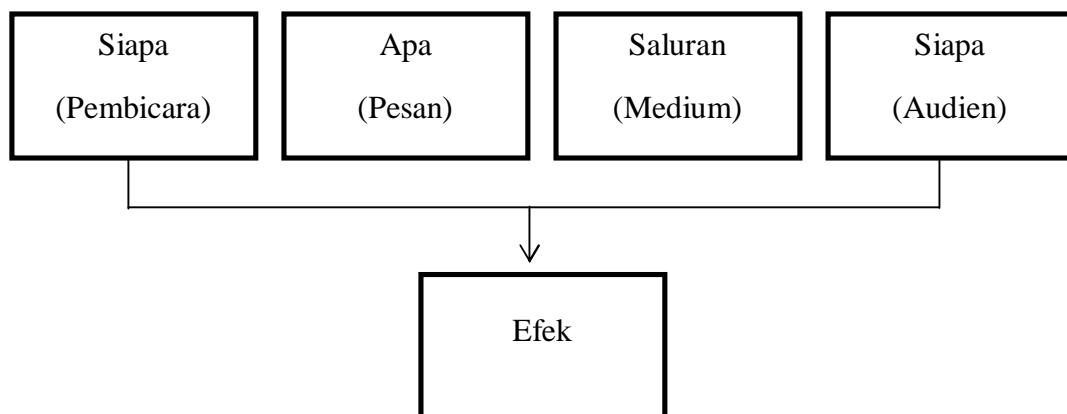 Siapa
(Pembicara)
Apa
(Pesan)
Saluran
(Medium)
Siapa
(Audien)
Efek